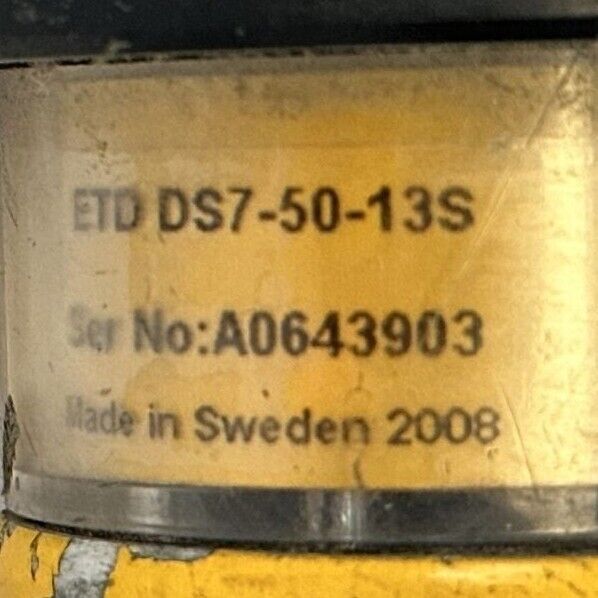 ETD DS7-50-13S
Ser No:A0643903
Made in Sweden 2008